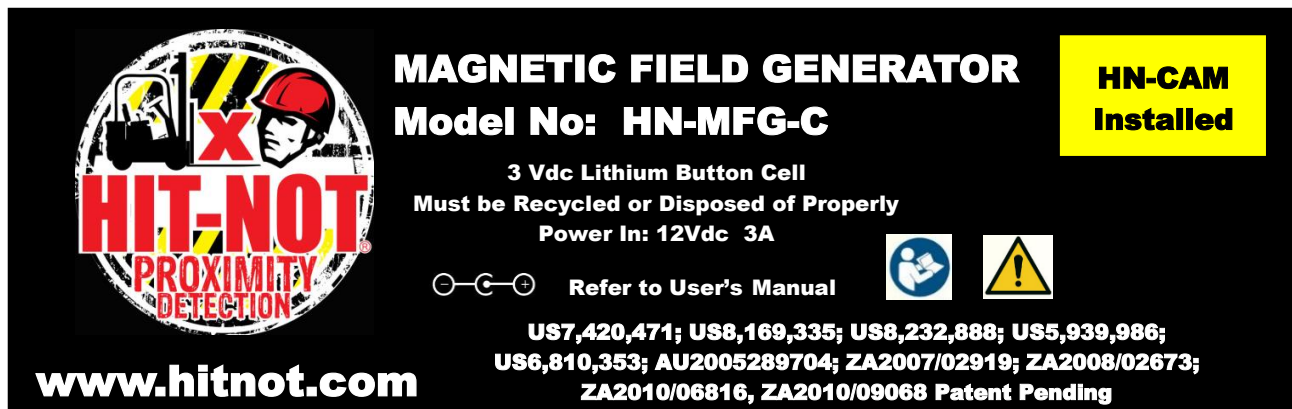 MAGNETIC FIELD GENERATOR
Model No: HN-MFG-C
HN-CAM
Installed
3 Vdc Lithium Button Cell
Must be Recycled or Disposed of Properly
Power In: 12Vdc 3A
Refer to User’s Manual
X
HIT-NOT®
PROXIMITY
DETECTION
www.hitnot.com
US7,420,471; US8,169,335; US8,232,888; US5,939,986;
US6,810,353; AU2005289704; ZA2007/02919; ZA2008/02673;
ZA2010/06816, ZA2010/09068 Patent Pending